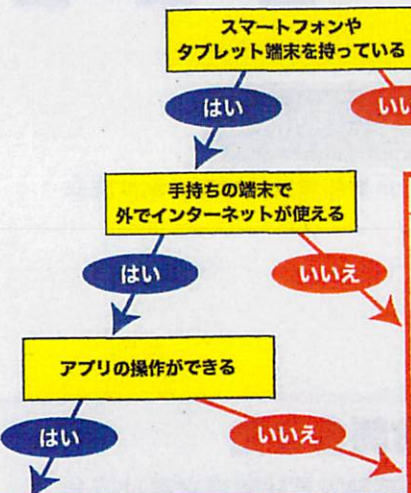 スマートフォンや
タブレット端末を持っている
はい
手持ちの端末で
外でインターネットが使える
はい
いいえ
アプリの操作ができる
はい
いいえ